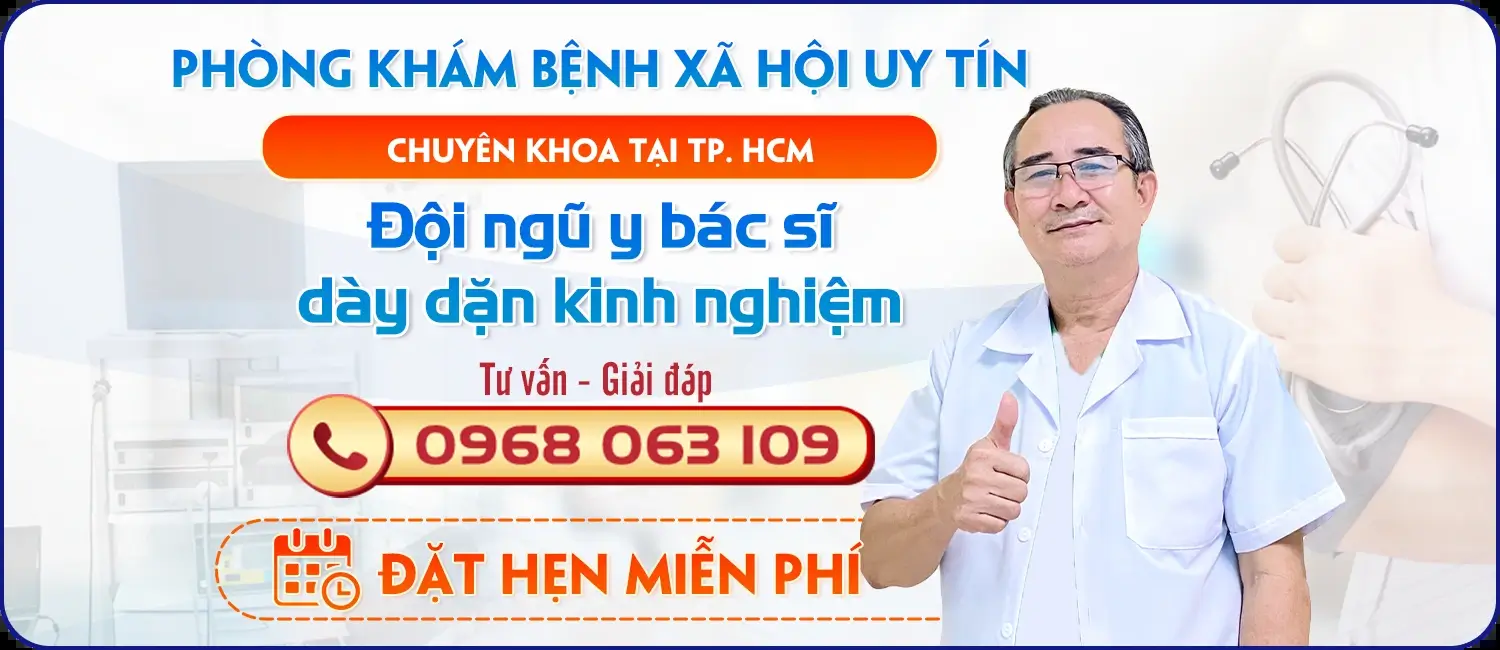 PHÒNG KHÁM BỆNH XÃ HỘI UY TÍN
CHUYÊN KHOA TẠI TP. HCM
Đội ngũ y bác sĩ
dày dặn kinh nghiệm
Tư vấn - Giải đáp
0968 063 109
ĐẶT HẸN MIỄN PHÍ